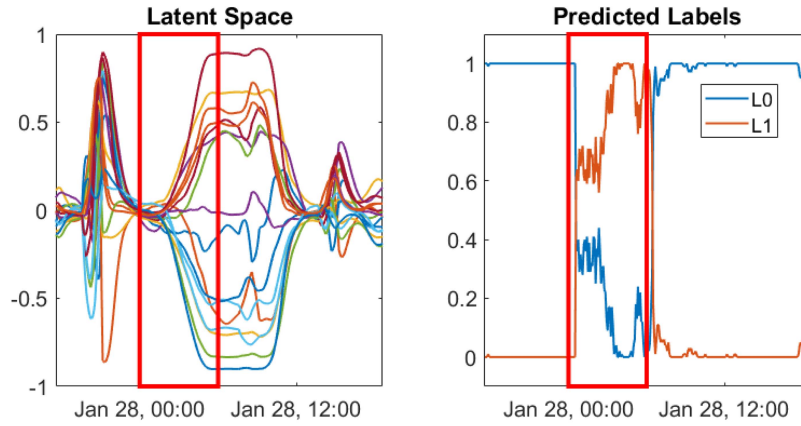 Latent Space
1
0.5
0
-0.5
-1
Jan 28, 00:00
Jan 28, 12:00
Predicted Labels
1
0.8
0.6
0.4
0.2
0
L0
L1
Jan 28, 00:00
Jan 28, 12:00